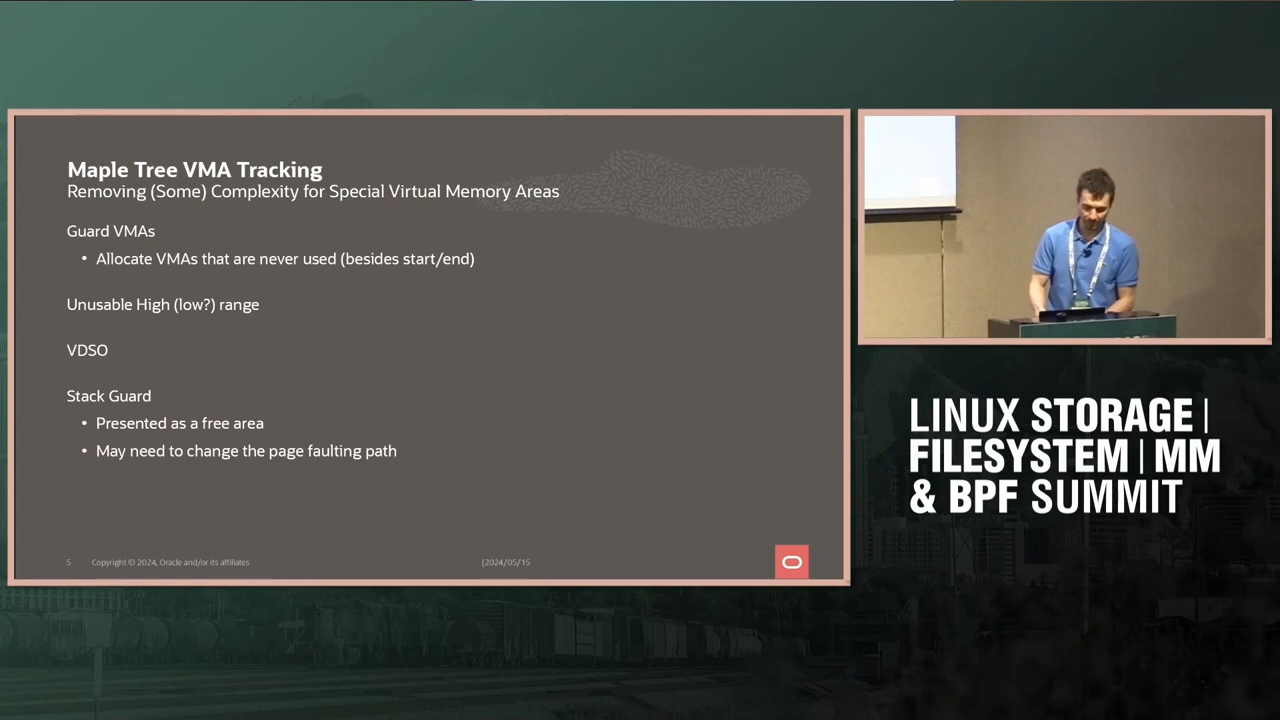 Maple Tree VMA Tracking
Removing (Some) Complexity for Special Virtual Memory Areas
Guard VMAs
• Allocate VMAs that are never used (besides start/end)
Unusable High (low?) range
VDSO
Stack Guard
• Presented as a free area
• May need to change the page faulting path
5 Copyright © 2024, Oracle and/or its affiliates |2024/05/15
LINUX STORAGE |
FILESYSTEM | MM
& BPF SUMMIT